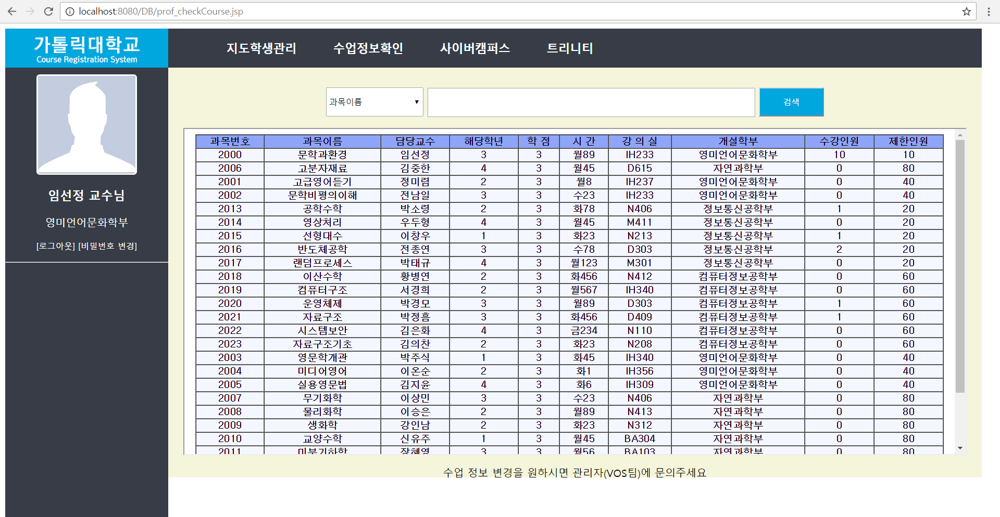 localhost:8080/DB/prof_checkCourse.jsp
가톨릭대학교
Course Registration System
지도학생관리 수업정보확인 사이버캠퍼스 트리니티
임선정 교수님
영미언어문화학부
[로그아웃] [비밀번호 변경]
과목이름 검색
과목번호 과목이름 담당교수 해당학년 학 점 시 간 강 의 실 개설학부 수강인원 제한인원
2000 문학과환경 임선정 3 3 월89 IH233 영미언어문화학부 10 10
2006 고분자재료 김중한 4 3 월45 D615 자연과학부 0 80
2001 고급영어듣기 정미렴 2 3 월8 IH237 영미언어문화학부 0 40
2002 문학비평의이해 전남일 3 3 수23 IH233 영미언어문화학부 0 40
2013 공학수학 박소령 2 3 화78 N406 정보통신공학부 1 20
2014 영상처리 우두형 4 3 월45 M411 정보통신공학부 0 20
2015 선형대수 이창우 1 3 화23 N213 정보통신공학부 1 20
2016 반도체공학 전종연 3 3 수78 D303 정보통신공학부 2 20
2017 랜덤프로세스 박태규 4 3 월123 M301 정보통신공학부 0 20
2018 이산수학 황병연 2 3 화456 N412 컴퓨터정보공학부 0 60
2019 컴퓨터구조 서경희 2 3 월567 IH340 컴퓨터정보공학부 0 60
2020 운영체제 박경모 3 3 월89 D303 컴퓨터정보공학부 1 60
2021 자료구조 박정흠 3 3 화456 D409 컴퓨터정보공학부 1 60
2022 시스템보안 김은화 4 3 금234 N110 컴퓨터정보공학부 0 60
2023 자료구조기초 김의찬 2 3 화23 N208 컴퓨터정보공학부 0 60
2003 영문학개관 박주식 1 3 화45 IH340 영미언어문화학부 0 40
2004 미디어영어 이온순 2 3 화1 IH356 영미언어문화학부 0 40
2005 실용영문법 김지윤 4 3 화6 IH309 영미언어문화학부 0 40
2007 무기화학 이상민 3 3 수23 N406 자연과학부 0 80
2008 물리화학 이승은 2 3 월89 N413 자연과학부 0 80
2009 생화학 강인남 2 3 화23 N312 자연과학부 0 80
2010 교양수학 신유주 1 3 월45 BA304 자연과학부 0 80
2011 미분기하학 장혜영 3 3 월56 BA103 자연과학부 0 80
수업 정보 변경을 원하시면 관리자(VOS팀)에 문의주세요